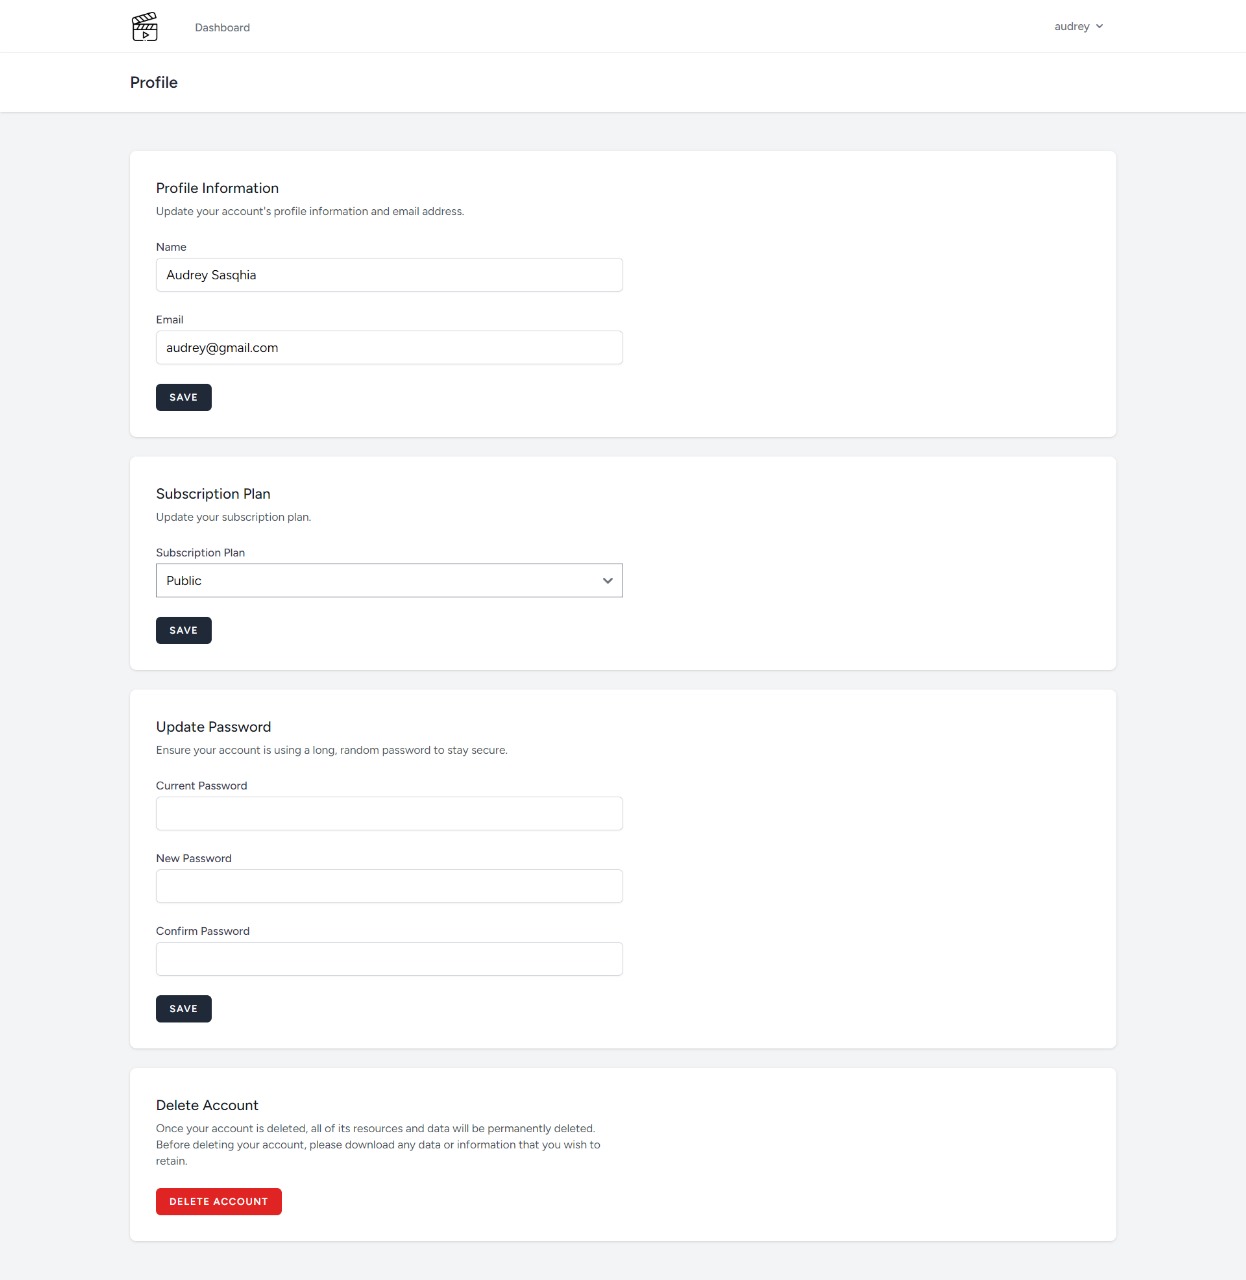 Dashboard
audrey
Profile
Profile Information
Update your account's profile information and email address.
Name
Audrey Sasqhia
Email
audrey@gmail.com
SAVE
Subscription Plan
Update your subscription plan.
Subscription Plan
Public
SAVE
Update Password
Ensure your account is using a long, random password to stay secure.
Current Password
New Password
Confirm Password
SAVE
Delete Account
Once your account is deleted, all of its resources and data will be permanently deleted.
Before deleting your account, please download any data or information that you wish to
retain.
DELETE ACCOUNT